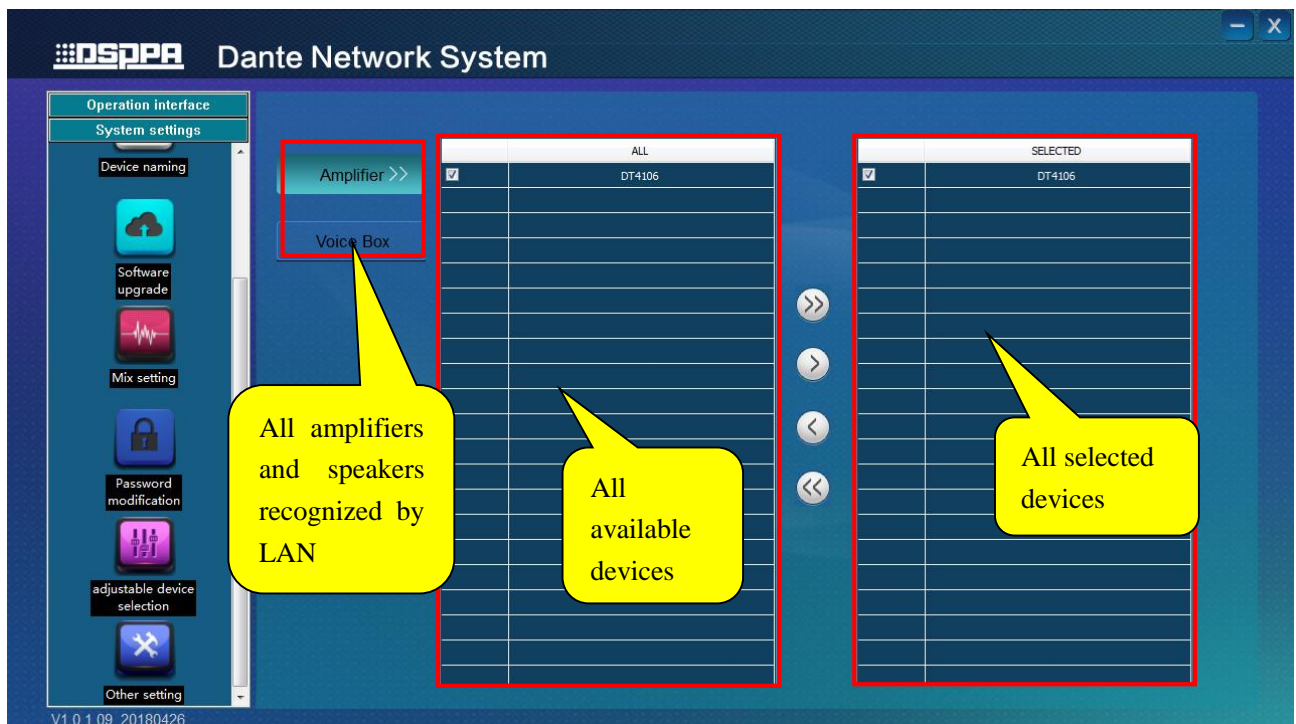 DSPPA Dante Network System
Operation interface
System settings
Device naming
Software
upgrade
Mix setting
Password
modification
adjustable device
selection
Other setting
V1.0.1.09 20180426
Amplifier >>
Voice Box
ALL
DT4106
SELECTED
DT4106
>>
>
<
<<
All amplifiers
and speakers
recognized by
LAN
All
available
devices
All selected
devices